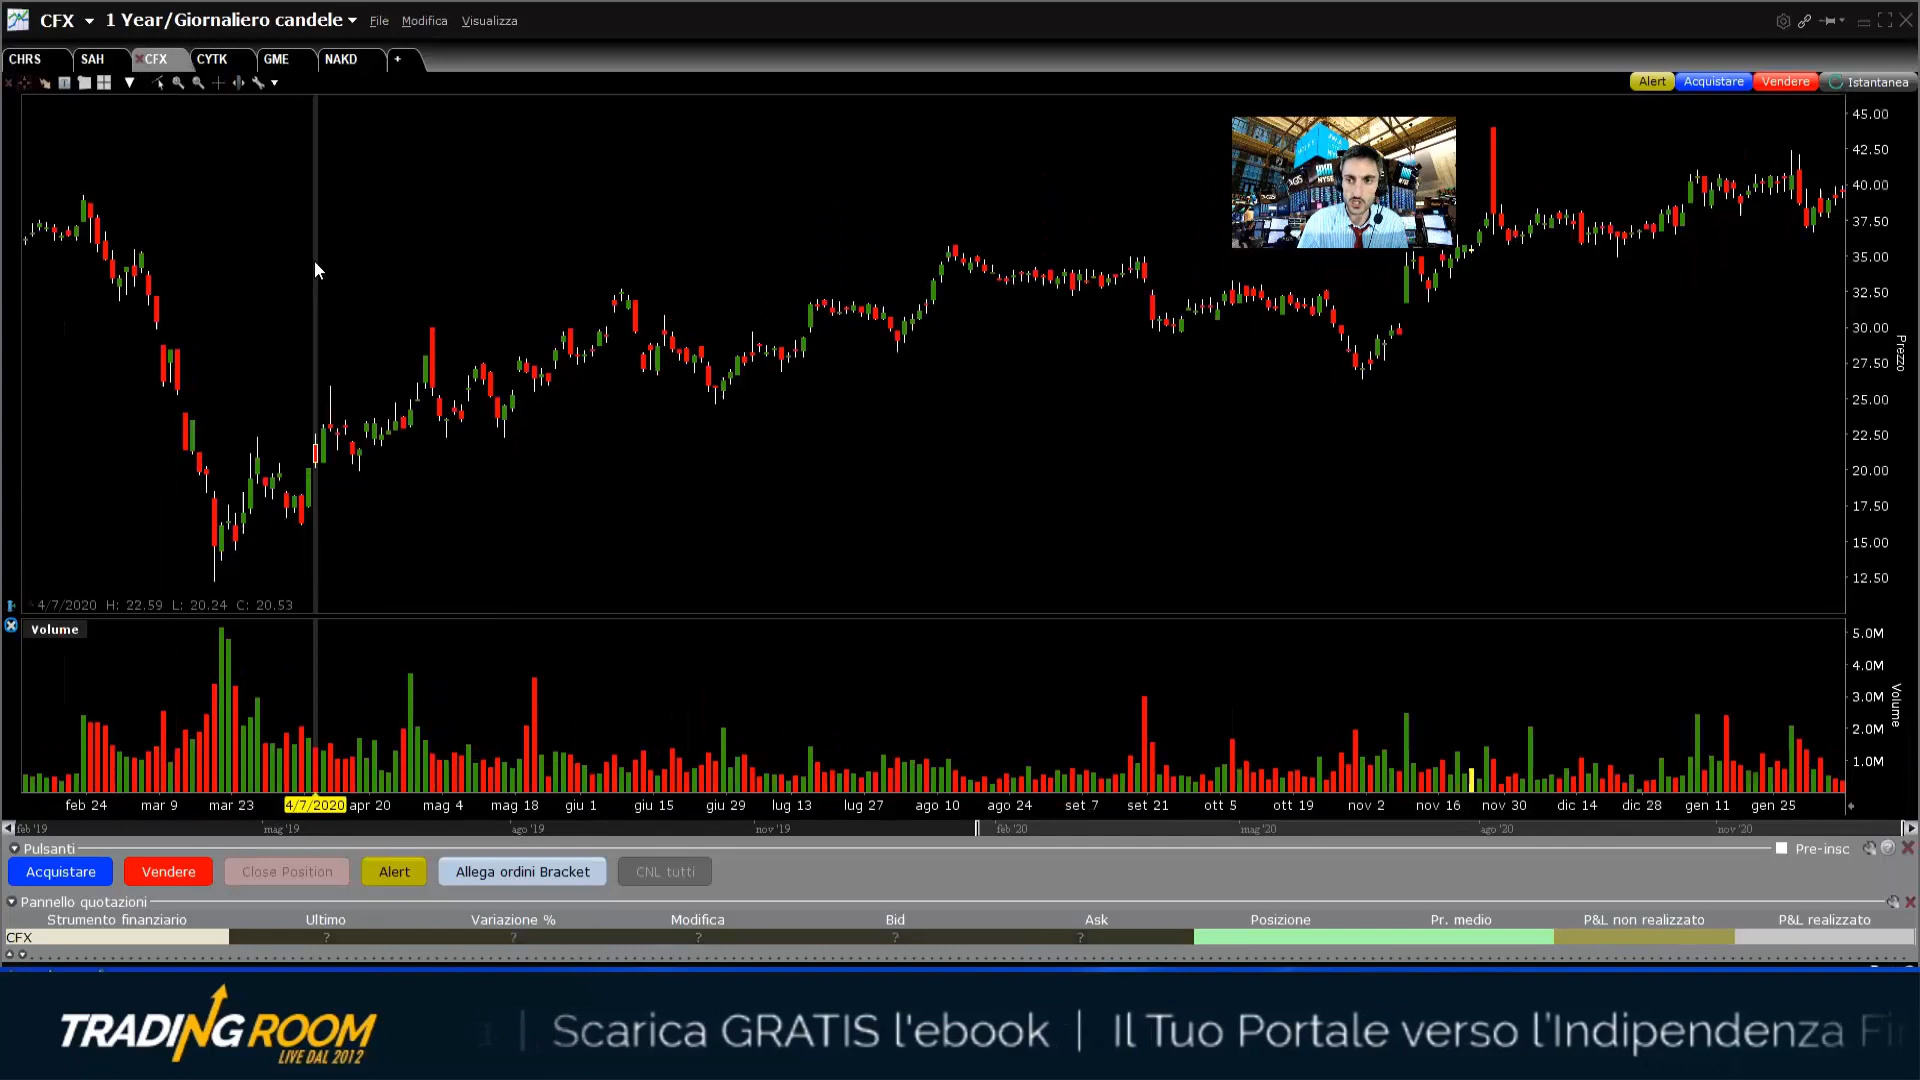 CFX 1 Year/Giornaliero candele File Modifica Visualizza
CHRS SAH CFX CYTK GME NAKD +
Alert Acquistare Vendere Istantanea
45.00
42.50
40.00
37.50
35.00
32.50
30.00
27.50
25.00
22.50
20.00
17.50
15.00
12.50
Prezzo
NYSE
4/7/2020 H: 22.59 L: 20.24 C: 20.53
Volume
5.0M
4.0M
3.0M
2.0M
1.0M
Volume
feb 24 mar 9 mar 23 4/7/2020 apr 20 mag 4 mag 18 giu 1 giu 15 giu 29 lug 13 lug 27 ago 10 ago 24 set 7 set 21 ott 5 ott 19 nov 2 nov 16 nov 30 dic 14 dic 28 gen 11 gen 25
feb '19 mag '19 ago '19 nov '19 feb '20 mag '20 ago '20 nov '20
Pulsanti Pre-insc
Acquistare Vendere Close Position Alert Allega ordini Bracket CNL tutti
Pannello quotazioni
Strumento finanziario Ultimo Variazione % Modifica Bid Ask Posizione Pr. medio P&L non realizzato P&L realizzato
CFX ? ? ? ? ?
TRADING ROOM
LIVE DAL 2012
| Scarica GRATIS l'ebook | Il Tuo Portale verso l'Indipendenza Fi